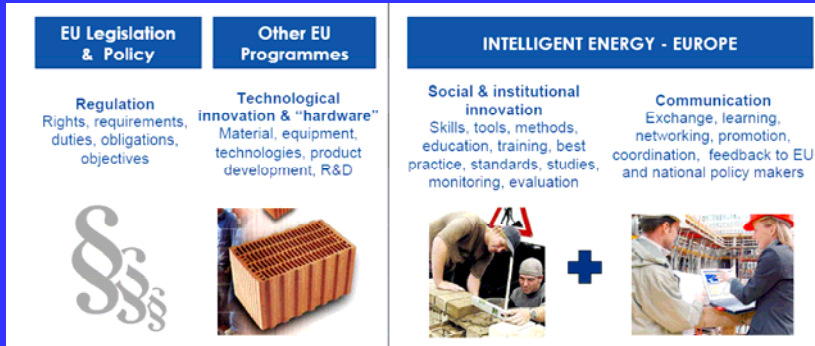 EU Legislation
& Policy
Other EU
Programmes
INTELLIGENT ENERGY - EUROPE
Regulation
Rights, requirements,
duties, obligations,
objectives
Technological
innovation & "hardware"
Material, equipment,
technologies, product
development, R&D
Social & institutional
innovation
Skills, tools, methods,
education, training, best
practice, standards, studies,
monitoring, evaluation
Communication
Exchange, learning,
networking, promotion,
coordination, feedback to EU
and national policy makers
§§§§